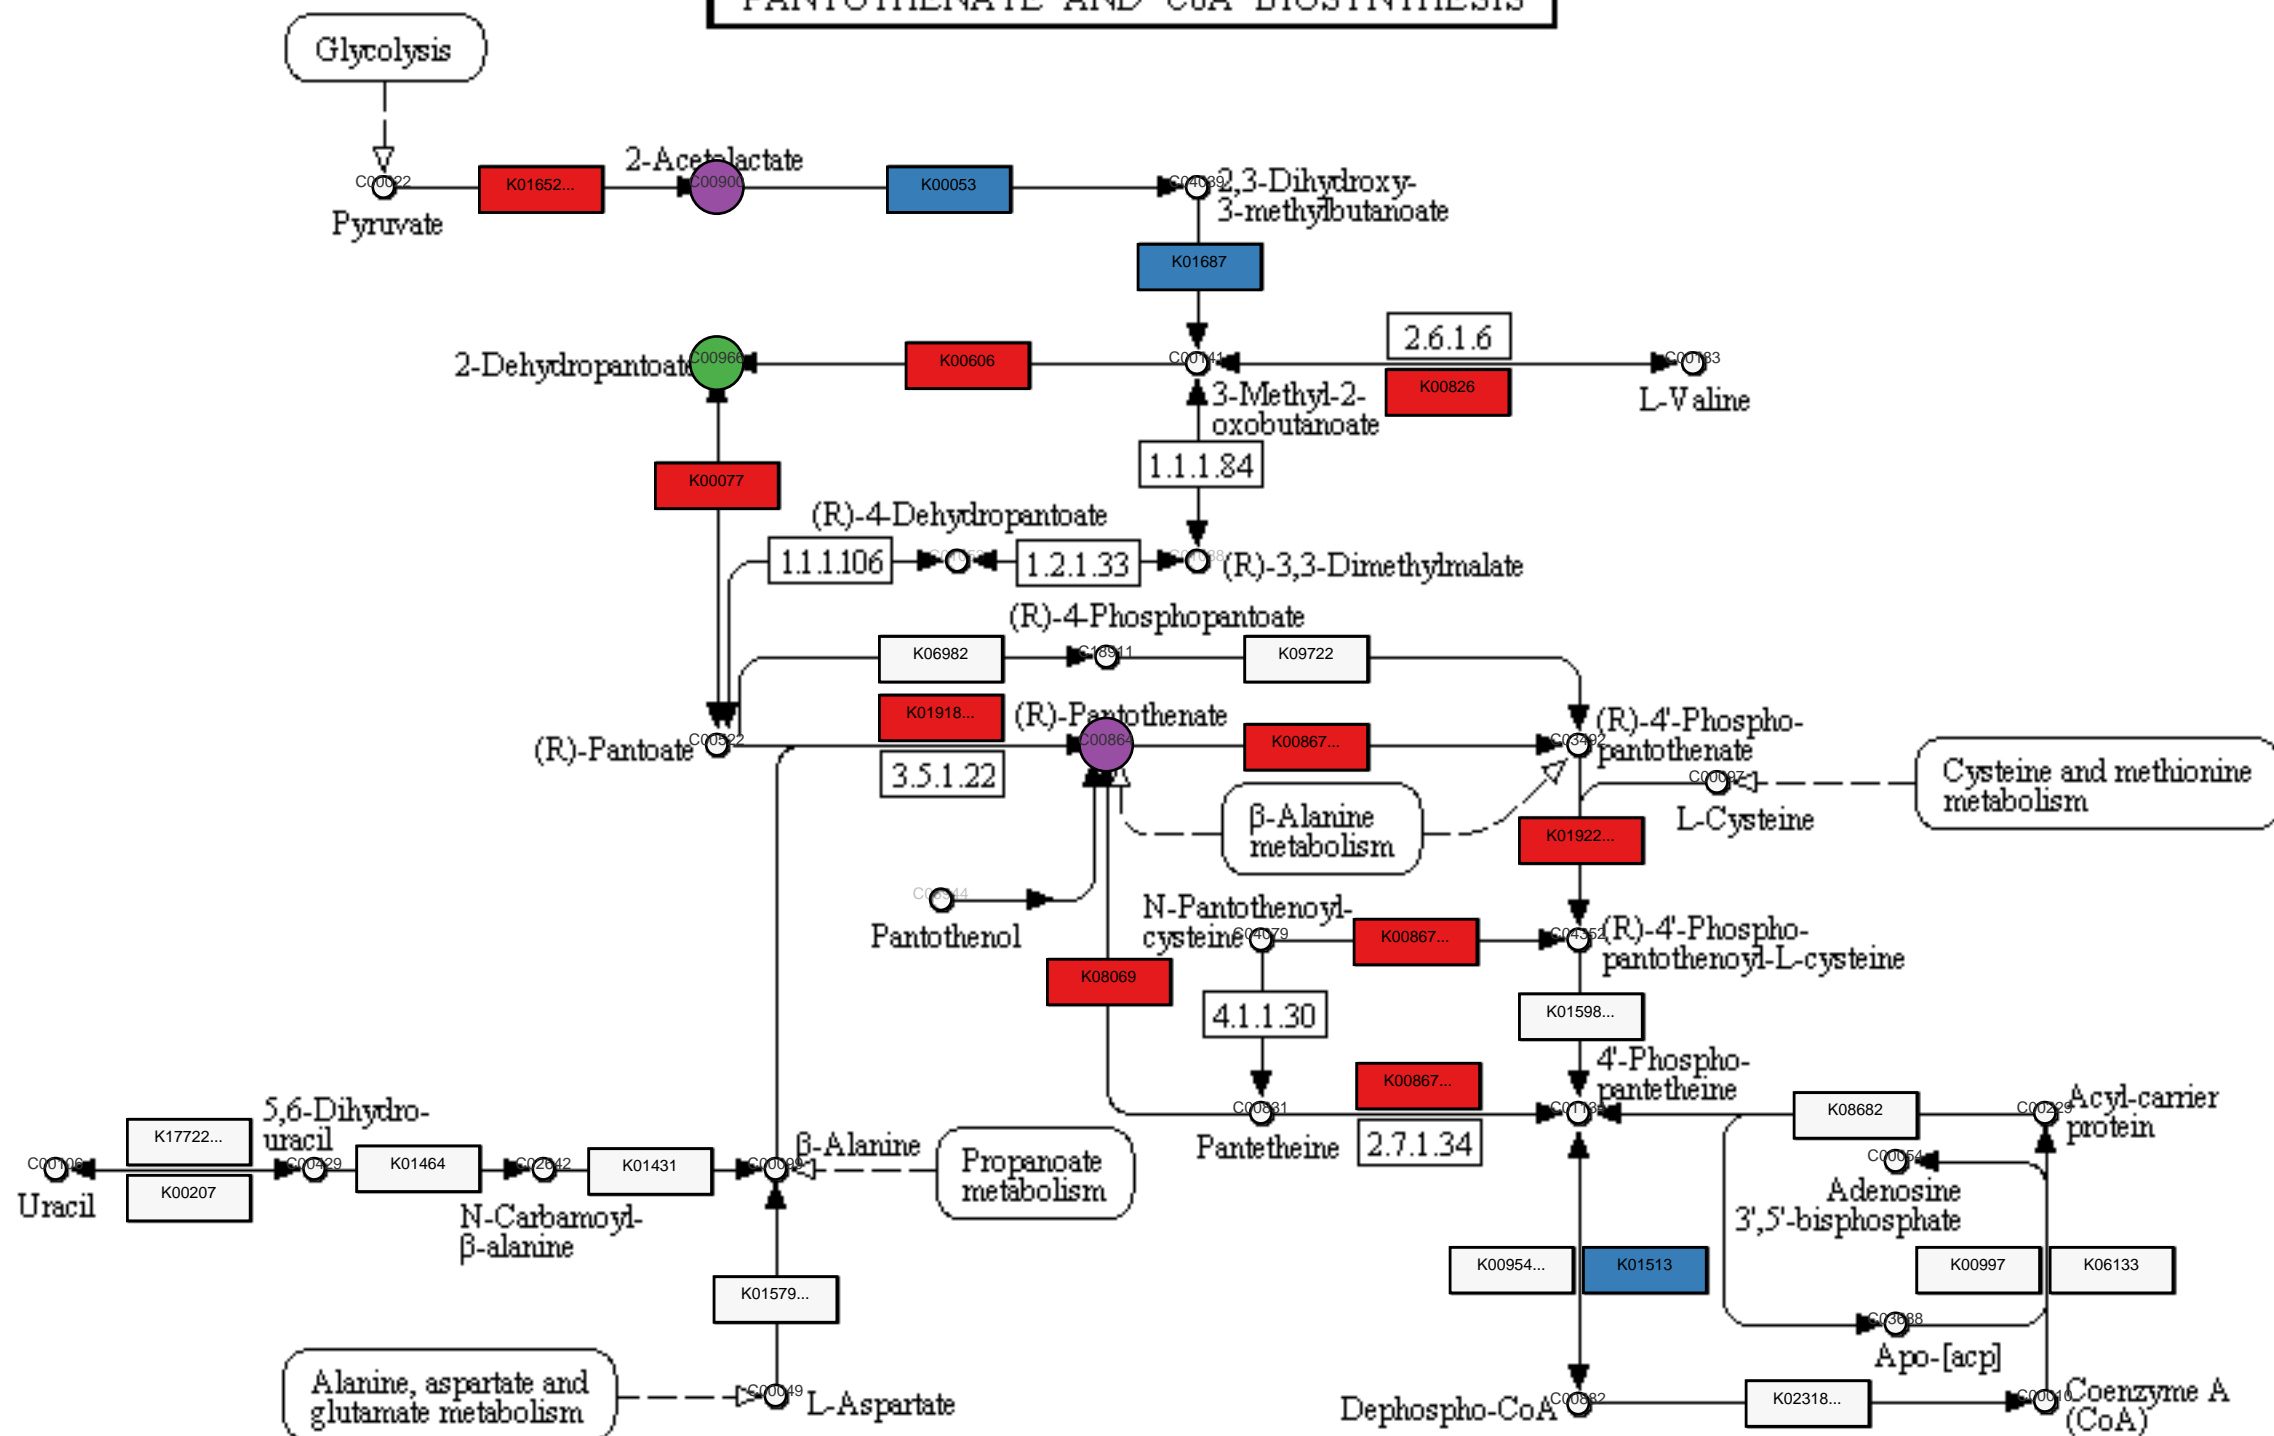 PANTOTHENATE AND CoA BIOSYNTHESIS
Glycolysis
2-Acetolactate
C00022
K01652...
C00900
K00053
C04039
2,3-Dihydroxy-
3-methylbutanoate
Pyruvate
K01687
2.6.1.6
2-Dehydropantoate
C00966
K00606
C00141
C00183
K00826
3-Methyl-2-
oxobutanoate
L-Valine
1.1.1.84
K00077
(R)-4-Dehydropantoate
1.1.1.106
1.2.1.33
(R)-3,3-Dimethylmalate
(R)-4-Phosphopantoate
K06982
C18911
K09722
K01918...
(R)-Pantothenate
(R)-4'-Phospho-
pantothenate
(R)-Pantoate
C00522
C00864
K00867...
C03492
3.5.1.22
Cysteine and methionine
metabolism
C00097
L-Cysteine
β-Alanine
metabolism
K01922...
Pantothenol
N-Pantothenoyl-
cysteine
C04079
K00867...
C04352
(R)-4'-Phospho-
pantothenoyl-L-cysteine
K08069
4.1.1.30
K01598...
4'-Phospho-
pantetheine
K00867...
C00831
Pantetheine
2.7.1.34
K08682
C00229
Acyl-carrier
protein
5,6-Dihydro-
uracil
K17722...
C00106
C00429
K01464
C02642
K01431
C00099
β-Alanine
Uracil
K00207
N-Carbamoyl-
β-alanine
Propanoate
metabolism
C00054
Adenosine
3',5'-bisphosphate
K00954...
K01513
K00997
K06133
K01579...
C03688
Apo-[acp]
Alanine, aspartate and
glutamate metabolism
C00049
L-Aspartate
Dephospho-CoA
C00882
K02318...
C00010
Coenzyme A
(CoA)